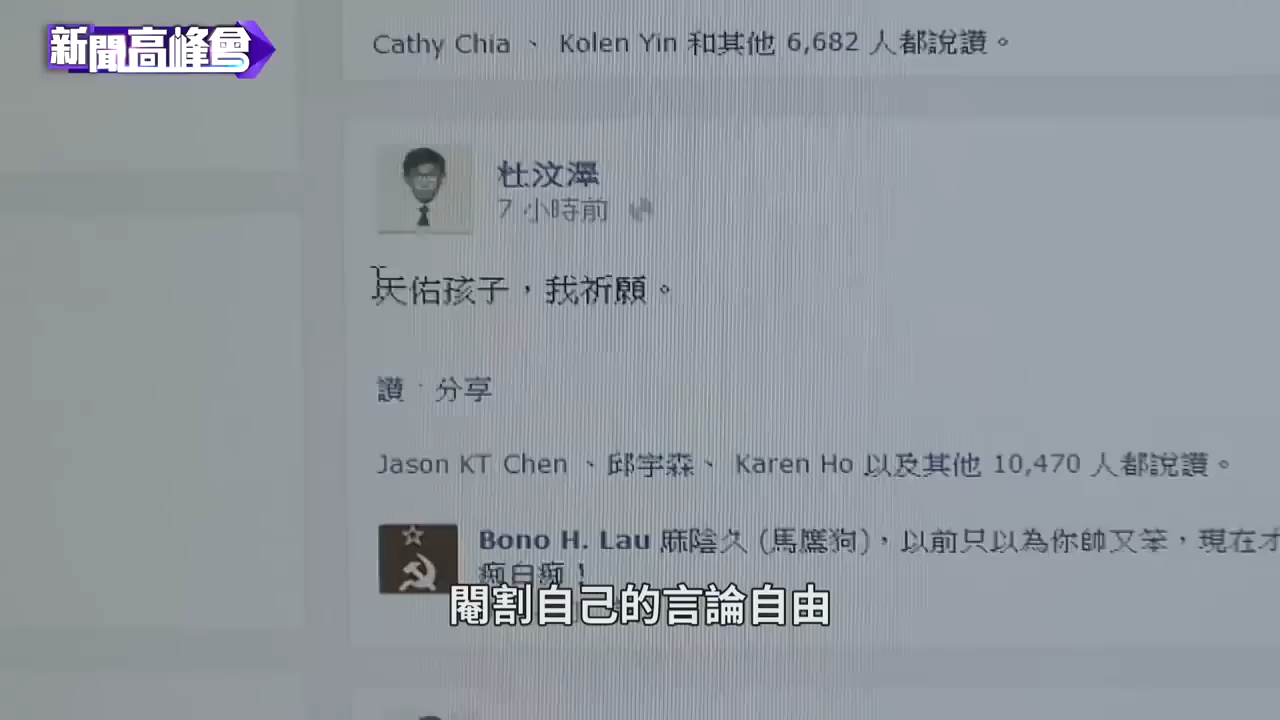 新聞高峰會
Cathy Chia 、 Kolen Yin 和其他 6,682 人都說讚。
杜汶澤
7 小時前
天佑孩子，我祈願。
讚 · 分享
Jason KT Chen 、邱宇森、 Karen Ho 以及其他 10,470 人都說讚。
Bono H. Lau 麻陰久 (馬鷹狗)，以前只以為你帥又笨，現在才
痴白痴！
閹割自己的言論自由